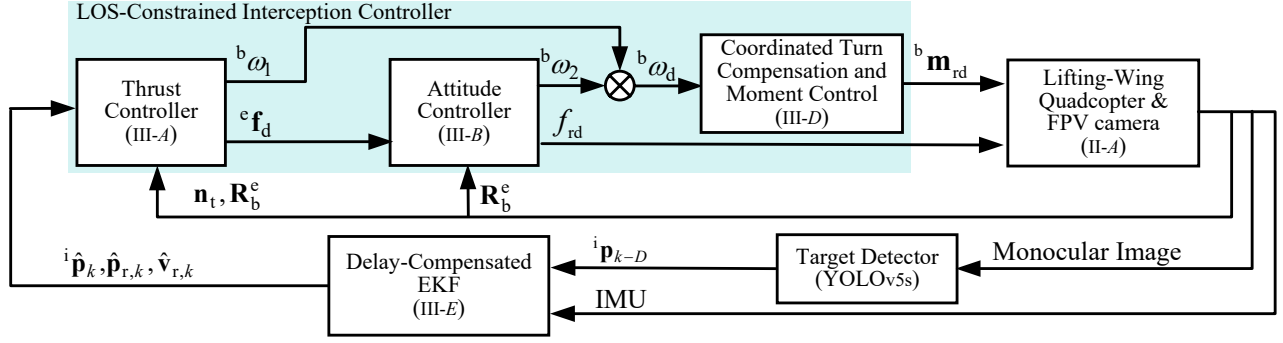 LOS-Constrained Interception Controller
Thrust
Controller
(III-A)
ᵇω₁
ᵉf_d
Attitude
Controller
(III-B)
ᵇω₂
f_rd
ᵇω_d
Coordinated Turn
Compensation and
Moment Control
(III-D)
ᵇm_rd
Lifting-Wing
Quadcopter &
FPV camera
(II-A)
n_t, R_b^e
R_b^e
ⁱp̂_k, p̂_r,k, v̂_r,k
Delay-Compensated
EKF
(III-E)
ⁱp_k−D
Target Detector
(YOLOv5s)
Monocular Image
IMU